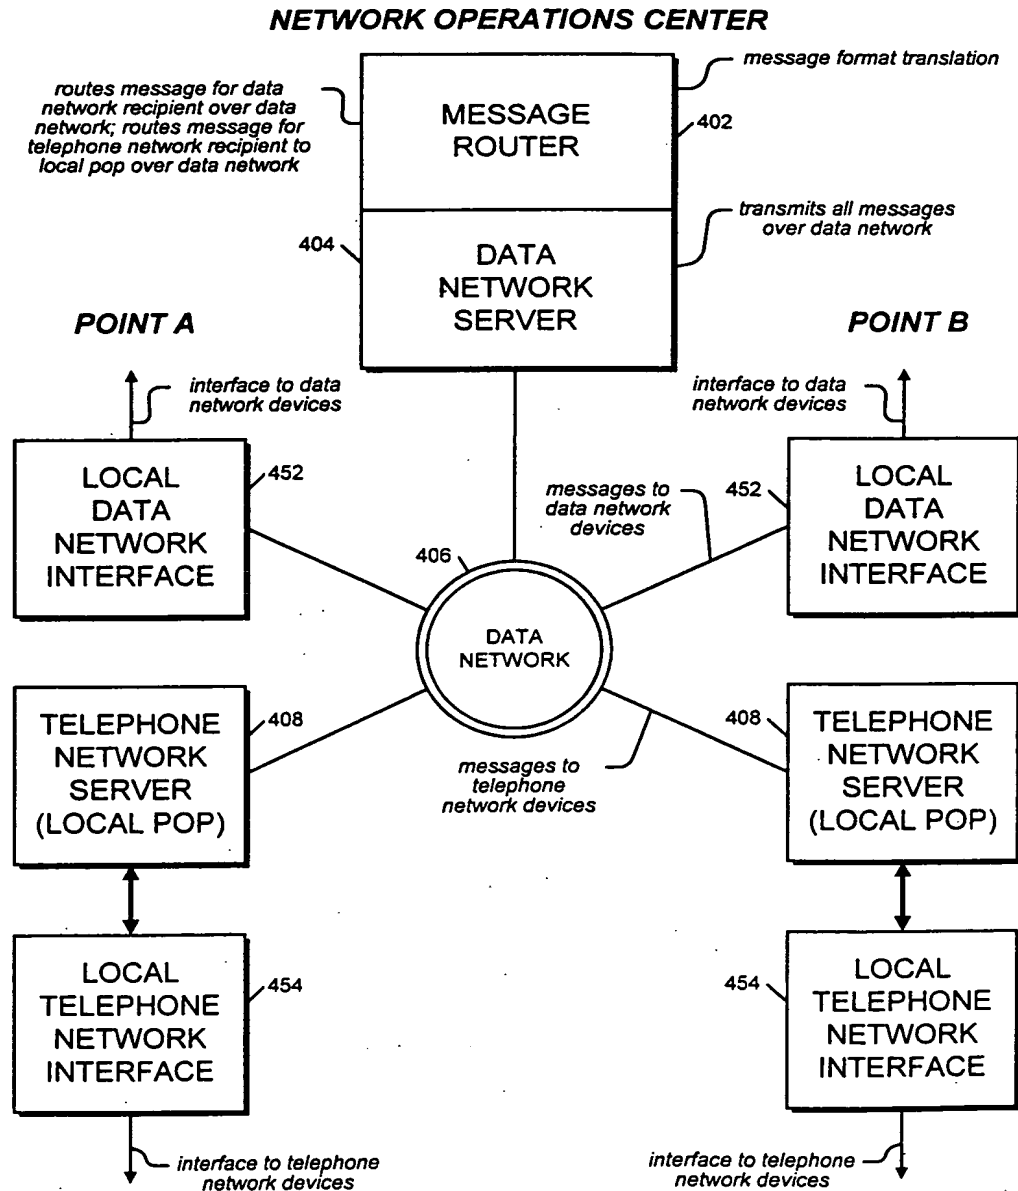 NETWORK OPERATIONS CENTER
routes message for data
network recipient over data
network; routes message for
telephone network recipient to
local pop over data network
message format translation
MESSAGE
ROUTER
402
404
transmits all messages
over data network
DATA
NETWORK
SERVER
POINT A
POINT B
interface to data
network devices
interface to data
network devices
LOCAL
DATA
NETWORK
INTERFACE
452
messages to
data network
devices
452
LOCAL
DATA
NETWORK
INTERFACE
406
DATA
NETWORK
TELEPHONE
NETWORK
SERVER
(LOCAL POP)
408
messages to
telephone
network devices
408
TELEPHONE
NETWORK
SERVER
(LOCAL POP)
LOCAL
TELEPHONE
NETWORK
INTERFACE
454
454
LOCAL
TELEPHONE
NETWORK
INTERFACE
interface to telephone
network devices
interface to telephone
network devices